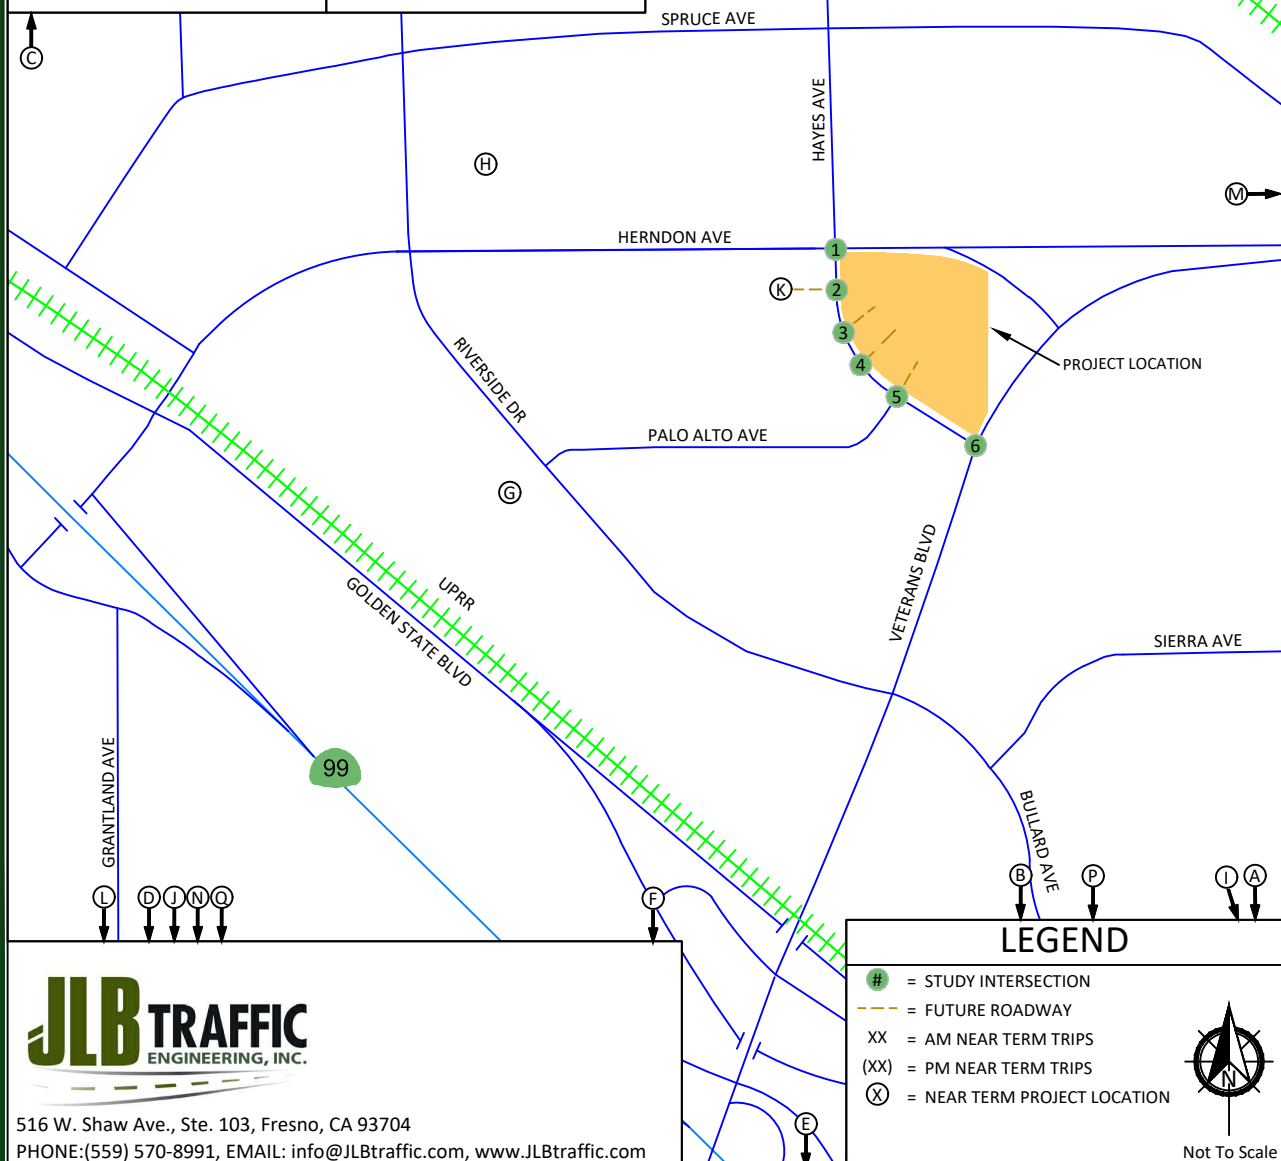 SPRUCE AVE
C
HAYES AVE
H
M
HERNDON AVE
1
K
2
3
4
5
6
RIVERSIDE DR
PROJECT LOCATION
PALO ALTO AVE
G
VETERANS BLVD
UPRR
GOLDEN STATE BLVD
SIERRA AVE
GRANTLAND AVE
99
BULLARD AVE
L
D
J
N
Q
F
B
P
I
A
E
JLB TRAFFIC
ENGINEERING, INC.
516 W. Shaw Ave., Ste. 103, Fresno, CA 93704
PHONE:(559) 570-8991, EMAIL: info@JLBtraffic.com, www.JLBtraffic.com
LEGEND
# = STUDY INTERSECTION
= FUTURE ROADWAY
XX = AM NEAR TERM TRIPS
(XX) = PM NEAR TERM TRIPS
X = NEAR TERM PROJECT LOCATION
N
Not To Scale